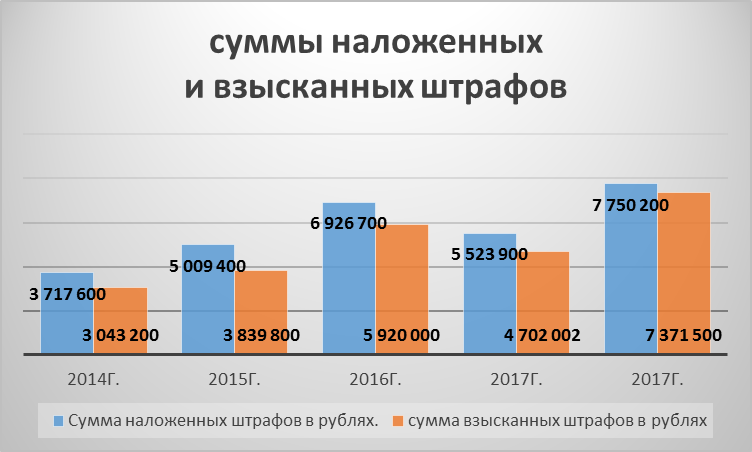 суммы наложенных
и взысканных штрафов
3 717 600
5 009 400
6 926 700
5 523 900
7 750 200
3 043 200
3 839 800
5 920 000
4 702 002
7 371 500
2014Г.
2015Г.
2016Г.
2017Г.
2017Г.
Сумма наложенных штрафов в рублях.
сумма взысканных штрафов в рублях